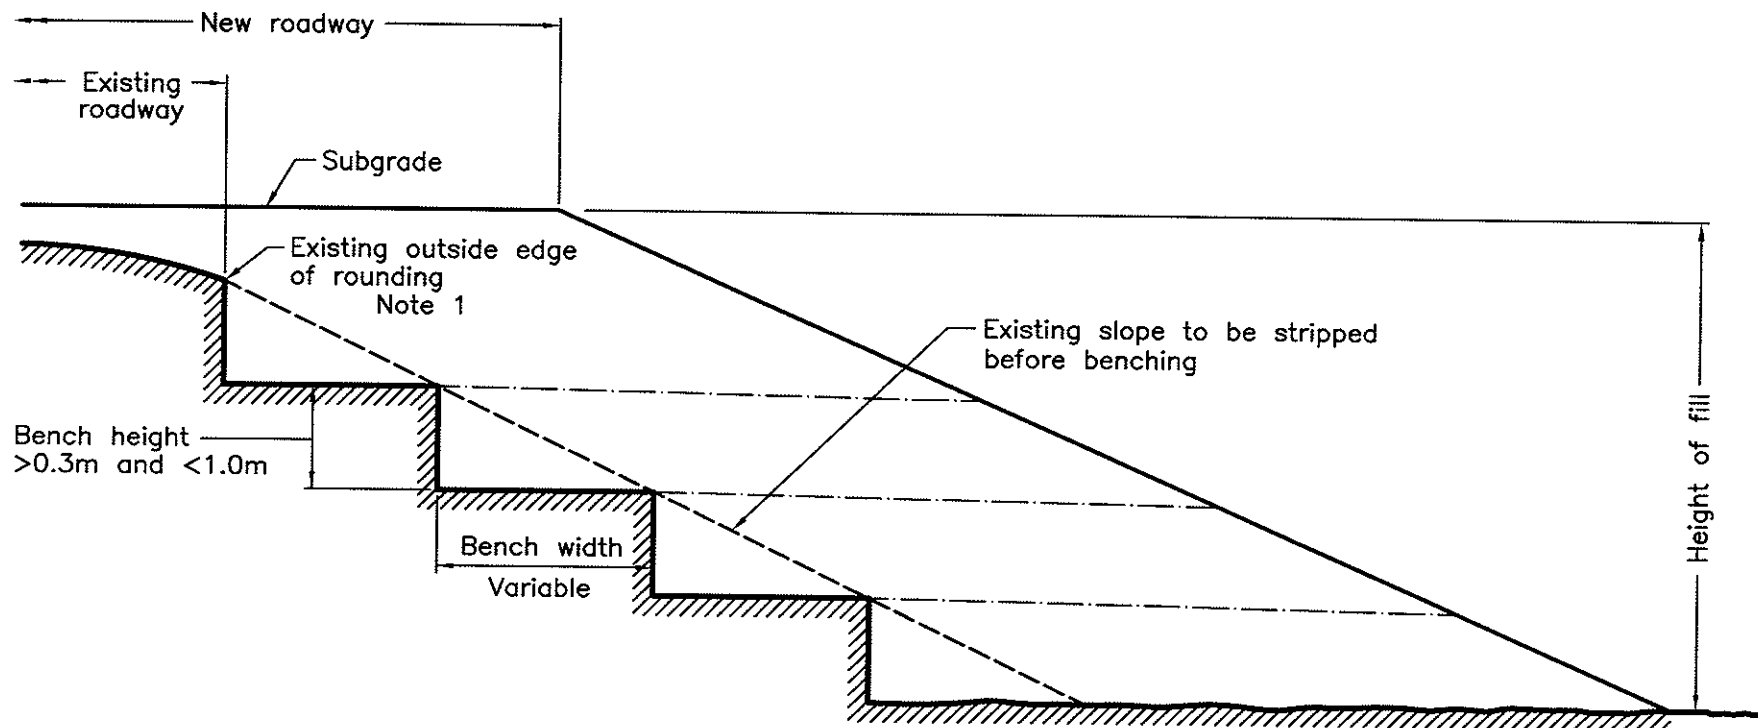 New roadway
Existing
roadway
Subgrade
Existing outside edge
of rounding
Note 1
Existing slope to be stripped
before benching
Bench height
>0.3m and <1.0m
Bench width
Variable
Height of fill